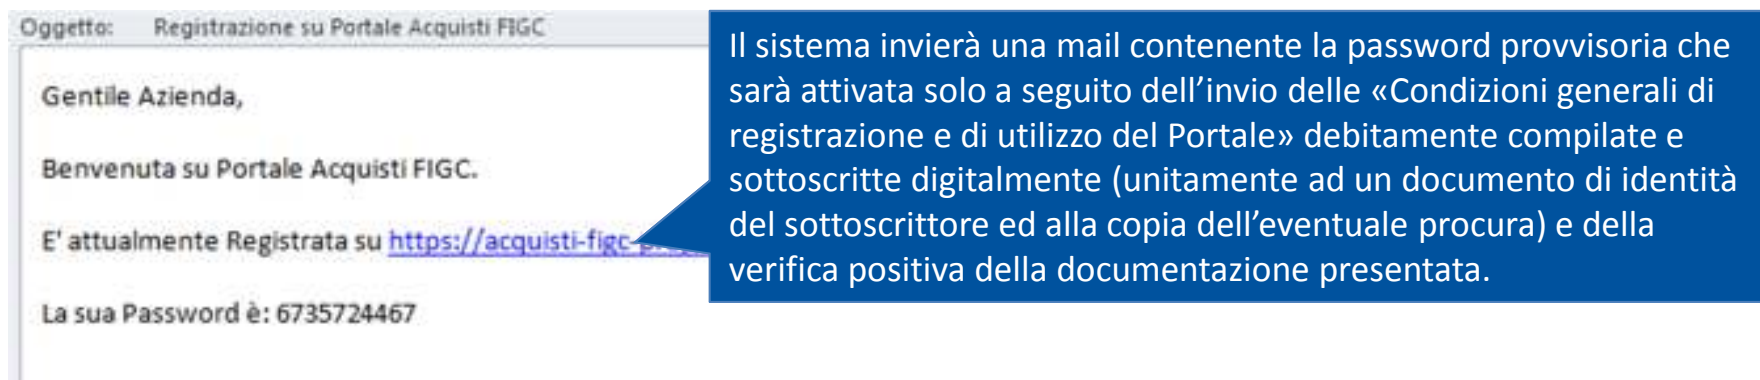 Oggetto: Registrazione su Portale Acquisti FIGC
Gentile Azienda,
Benvenuta su Portale Acquisti FIGC.
E' attualmente Registrata su https://acquisti-figc-
La sua Password è: 6735724467
Il sistema invierà una mail contenente la password provvisoria che
sarà attivata solo a seguito dell’invio delle «Condizioni generali di
registrazione e di utilizzo del Portale» debitamente compilate e
sottoscritte digitalmente (unitamente ad un documento di identità
del sottoscrittore ed alla copia dell’eventuale procura) e della
verifica positiva della documentazione presentata.